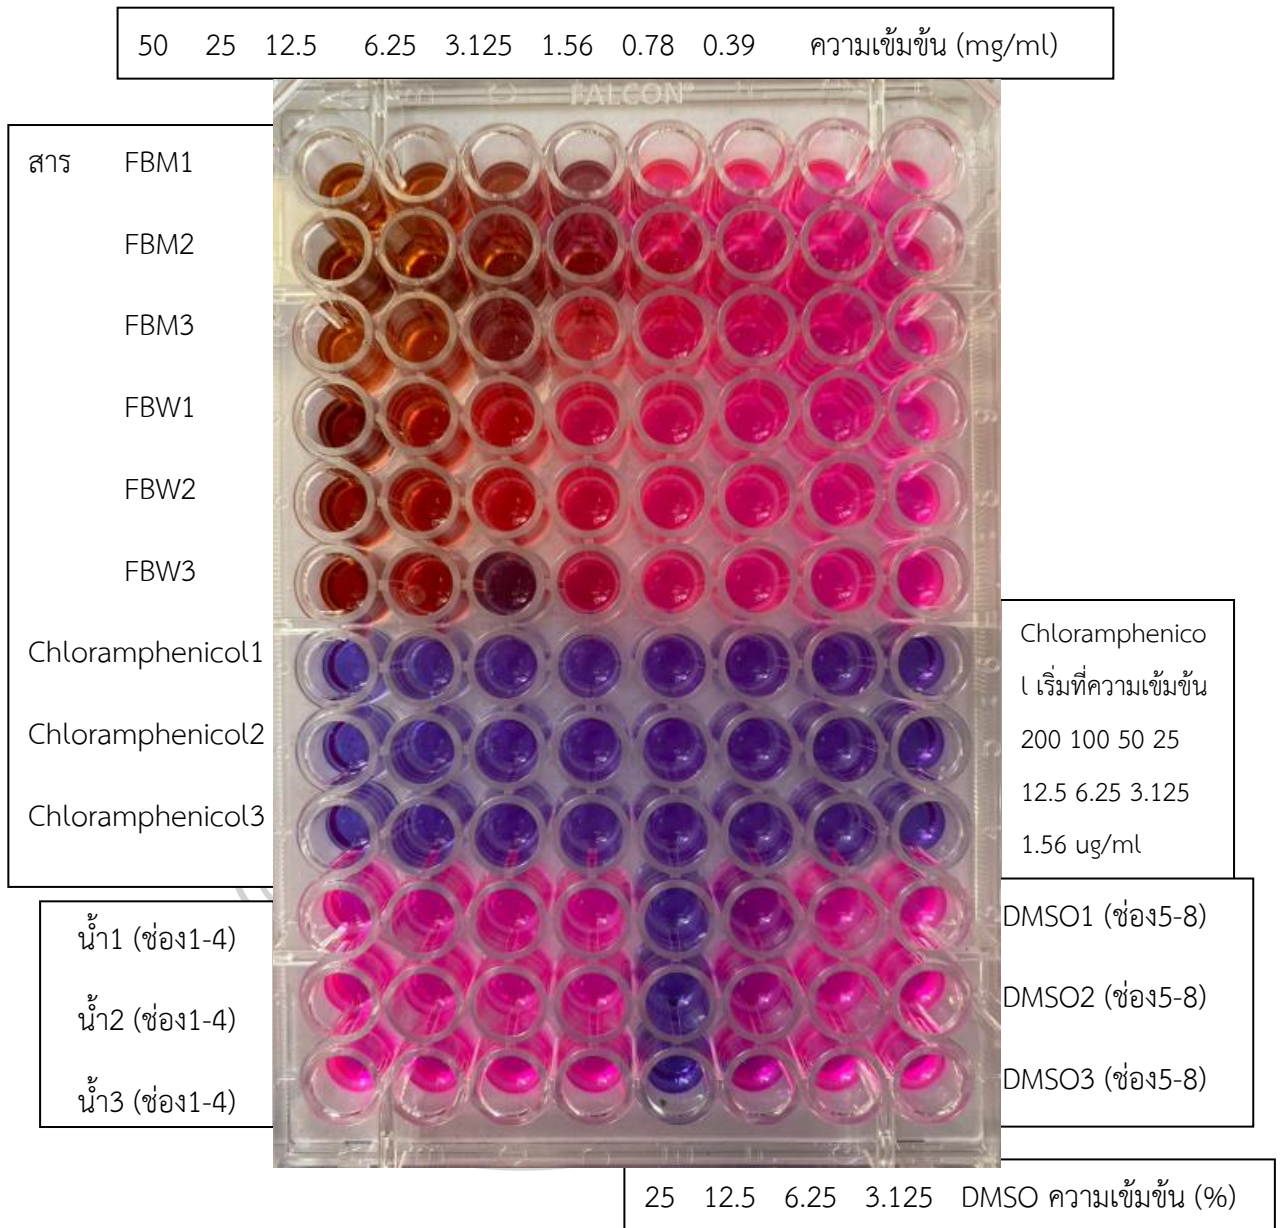 50 25 12.5 6.25 3.125 1.56 0.78 0.39 ความเข้มข้น (mg/ml)
FALCON®
สาร FBM1
FBM2
FBM3
FBW1
FBW2
FBW3
Chloramphenicol1
Chloramphenicol2
Chloramphenicol3
Chloramphenico
l เริ่มที่ความเข้มข้น
200 100 50 25
12.5 6.25 3.125
1.56 ug/ml
น้ำ1 (ช่อง1-4)
น้ำ2 (ช่อง1-4)
น้ำ3 (ช่อง1-4)
DMSO1 (ช่อง5-8)
DMSO2 (ช่อง5-8)
DMSO3 (ช่อง5-8)
25 12.5 6.25 3.125 DMSO ความเข้มข้น (%)